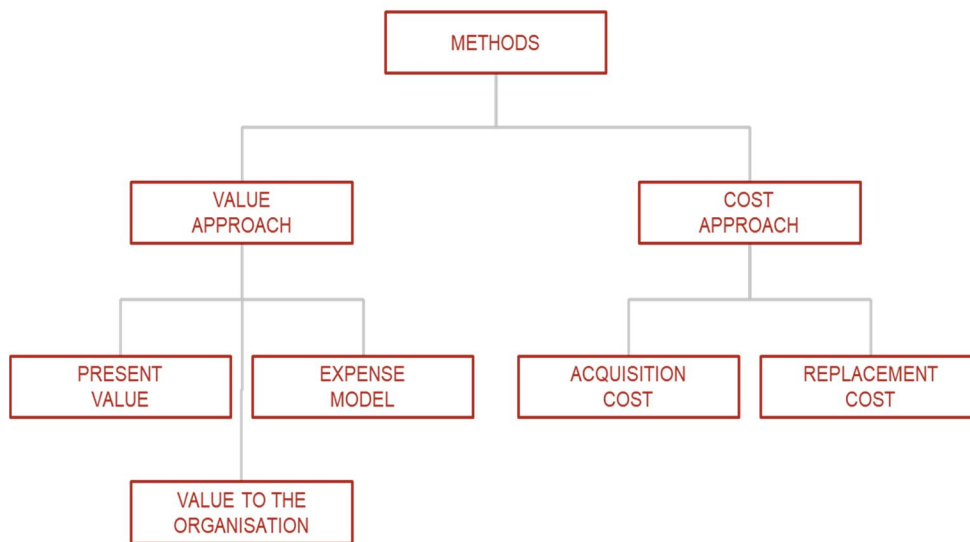 METHODS
VALUE
APPROACH
COST
APPROACH
PRESENT
VALUE
EXPENSE
MODEL
ACQUISITION
COST
REPLACEMENT
COST
VALUE TO THE
ORGANISATION